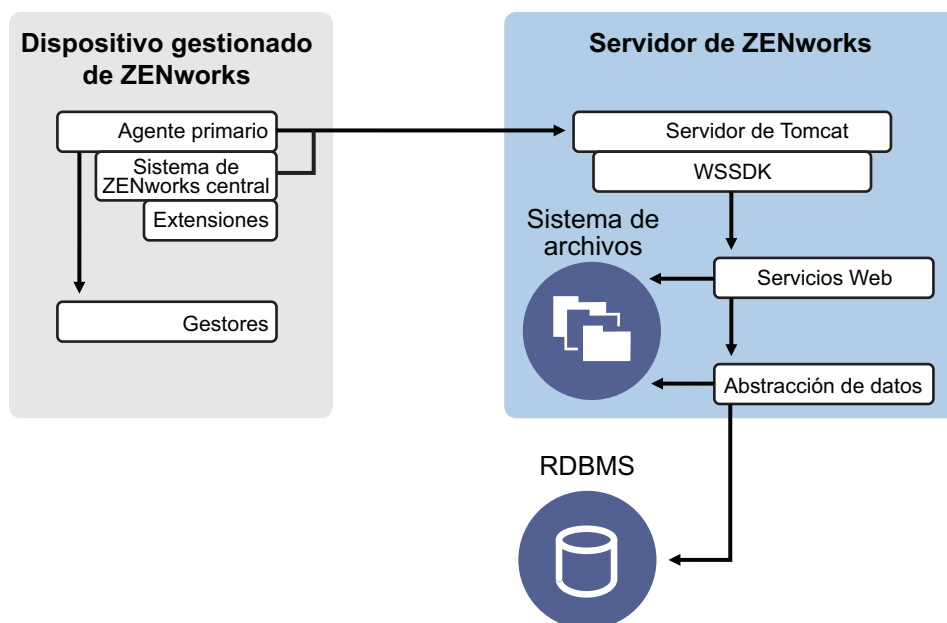 Dispositivo gestionado
de ZENworks
Agente primario
Sistema de
ZENworks central
Extensiones
Gestores
Servidor de ZENworks
Servidor de Tomcat
WSSDK
Sistema de
archivos
Servicios Web
Abstracción de datos
RDBMS